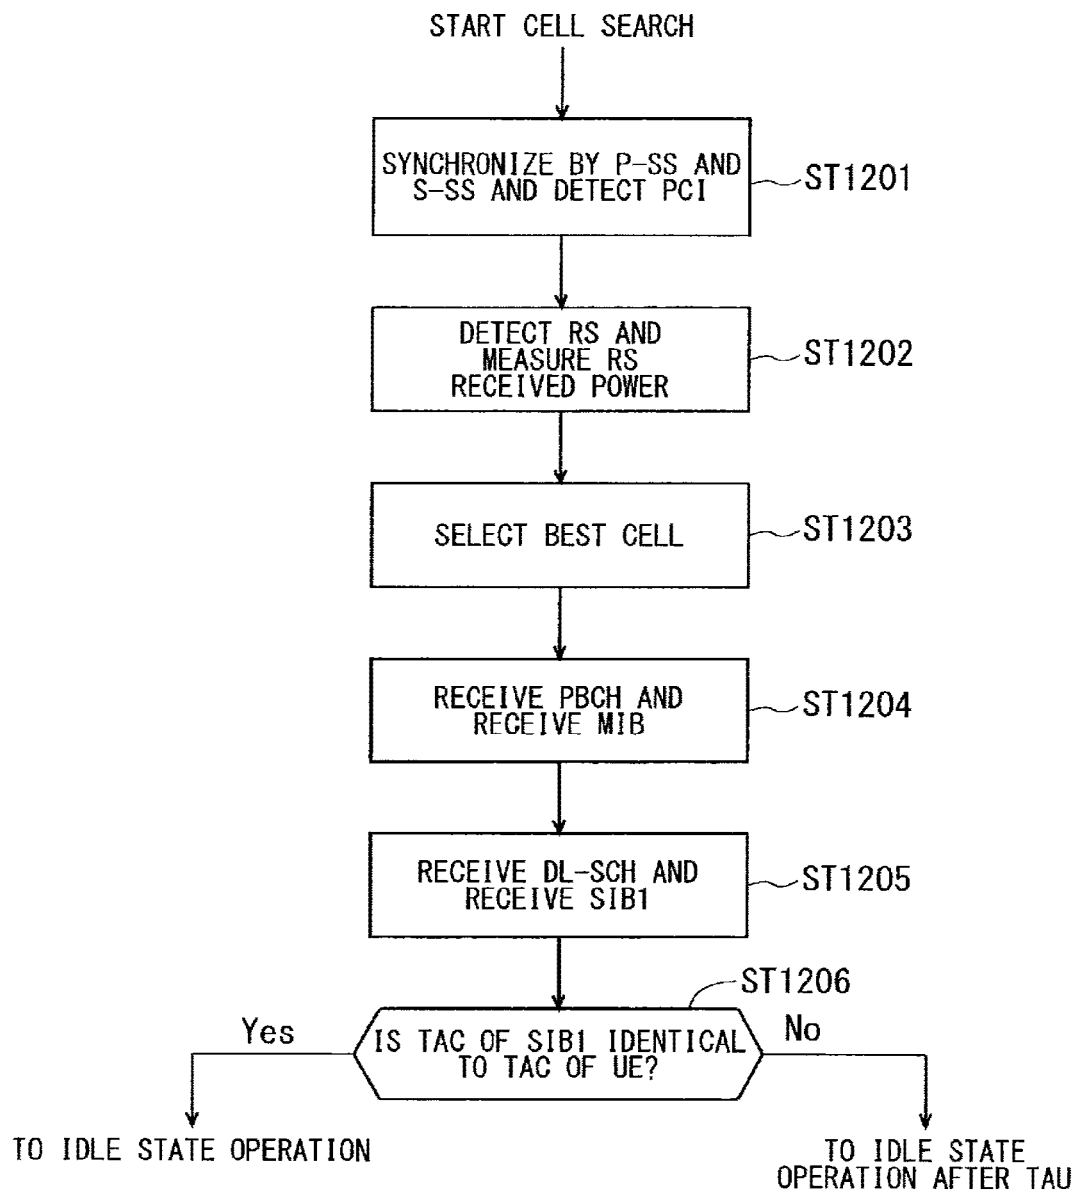 START CELL SEARCH
SYNCHRONIZE BY P-SS AND
S-SS AND DETECT PCI
ST1201
DETECT RS AND
MEASURE RS
RECEIVED POWER
ST1202
SELECT BEST CELL
ST1203
RECEIVE PBCH AND
RECEIVE MIB
ST1204
RECEIVE DL-SCH AND
RECEIVE SIB1
ST1205
ST1206
Yes
IS TAC OF SIB1 IDENTICAL
TO TAC OF UE?
No
TO IDLE STATE OPERATION
TO IDLE STATE
OPERATION AFTER TAU